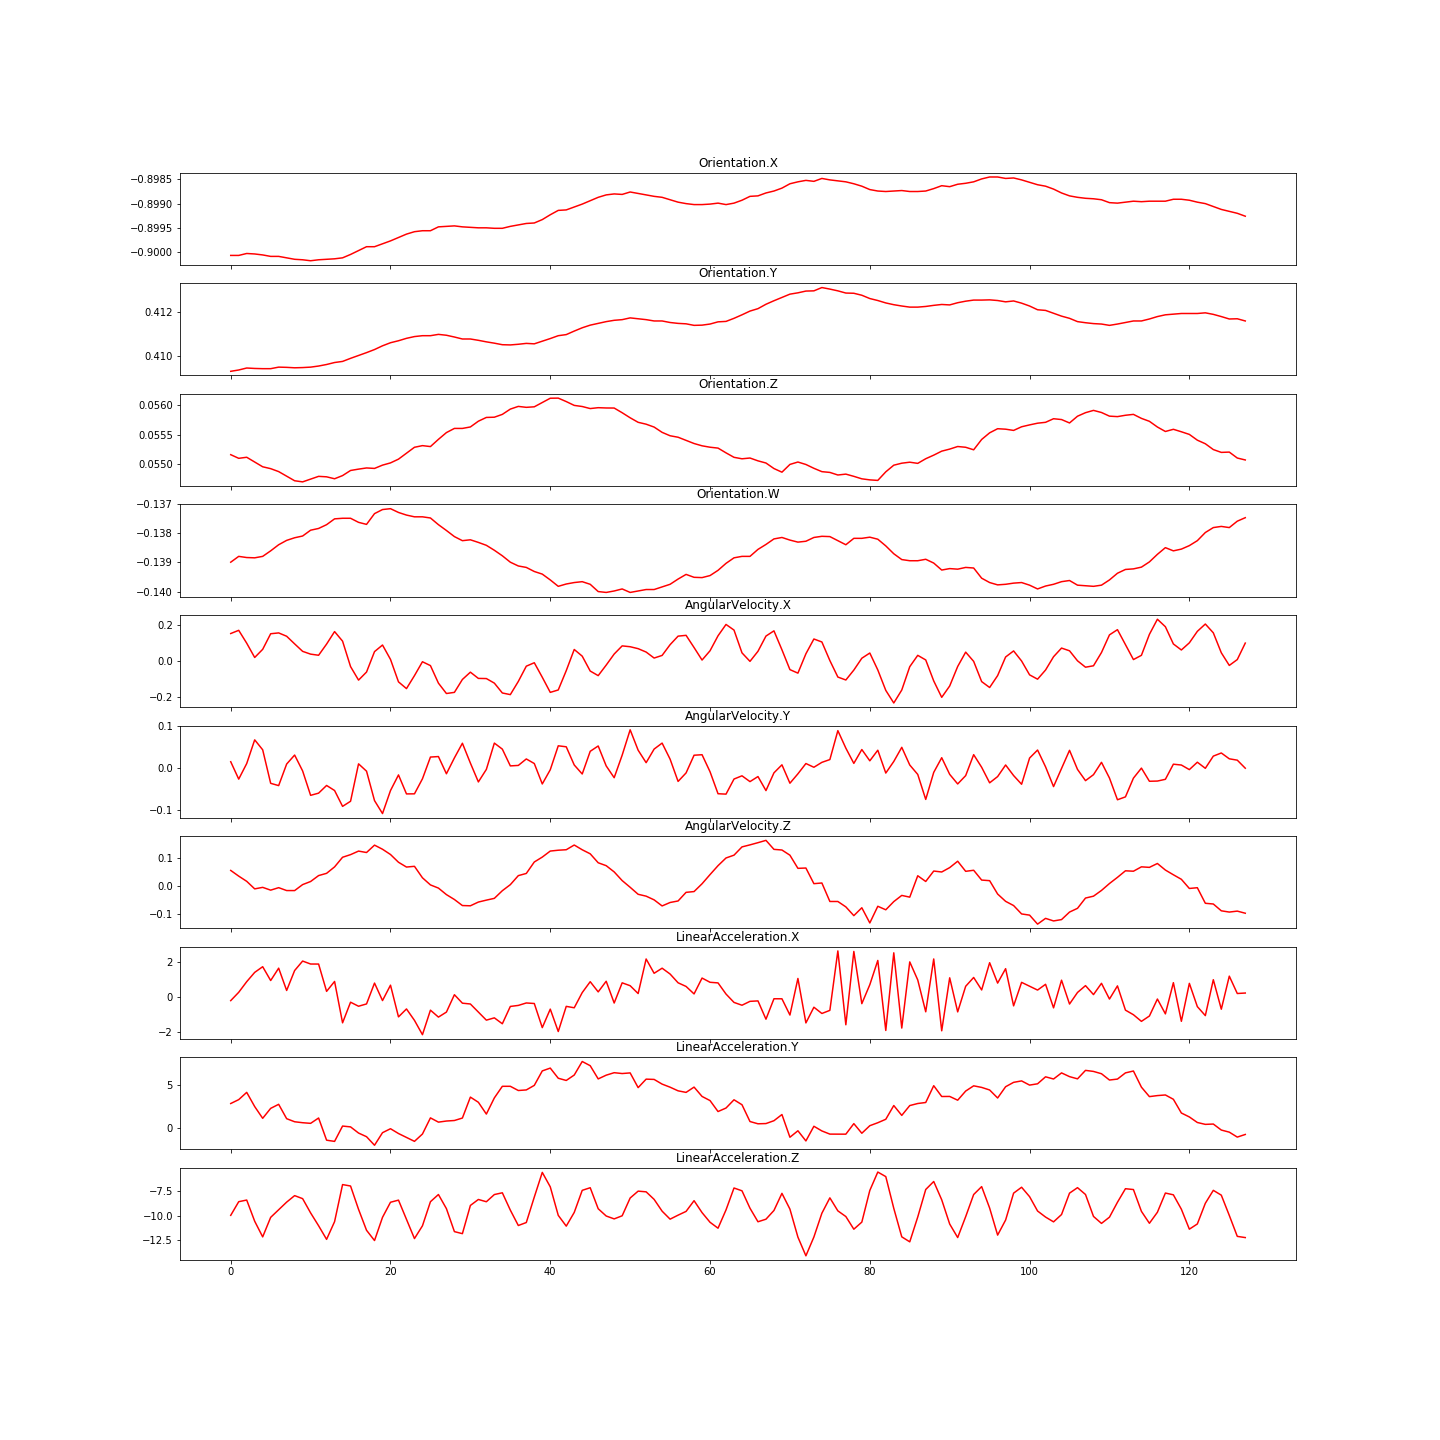 Orientation.X
−0.8985
−0.8990
−0.8995
−0.9000
Orientation.Y
0.412
0.410
Orientation.Z
0.0560
0.0555
0.0550
Orientation.W
−0.137
−0.138
−0.139
−0.140
AngularVelocity.X
0.2
0.0
−0.2
AngularVelocity.Y
0.1
0.0
−0.1
AngularVelocity.Z
0.1
0.0
−0.1
LinearAcceleration.X
2
0
−2
LinearAcceleration.Y
5
0
LinearAcceleration.Z
−7.5
−10.0
−12.5
0 20 40 60 80 100 120